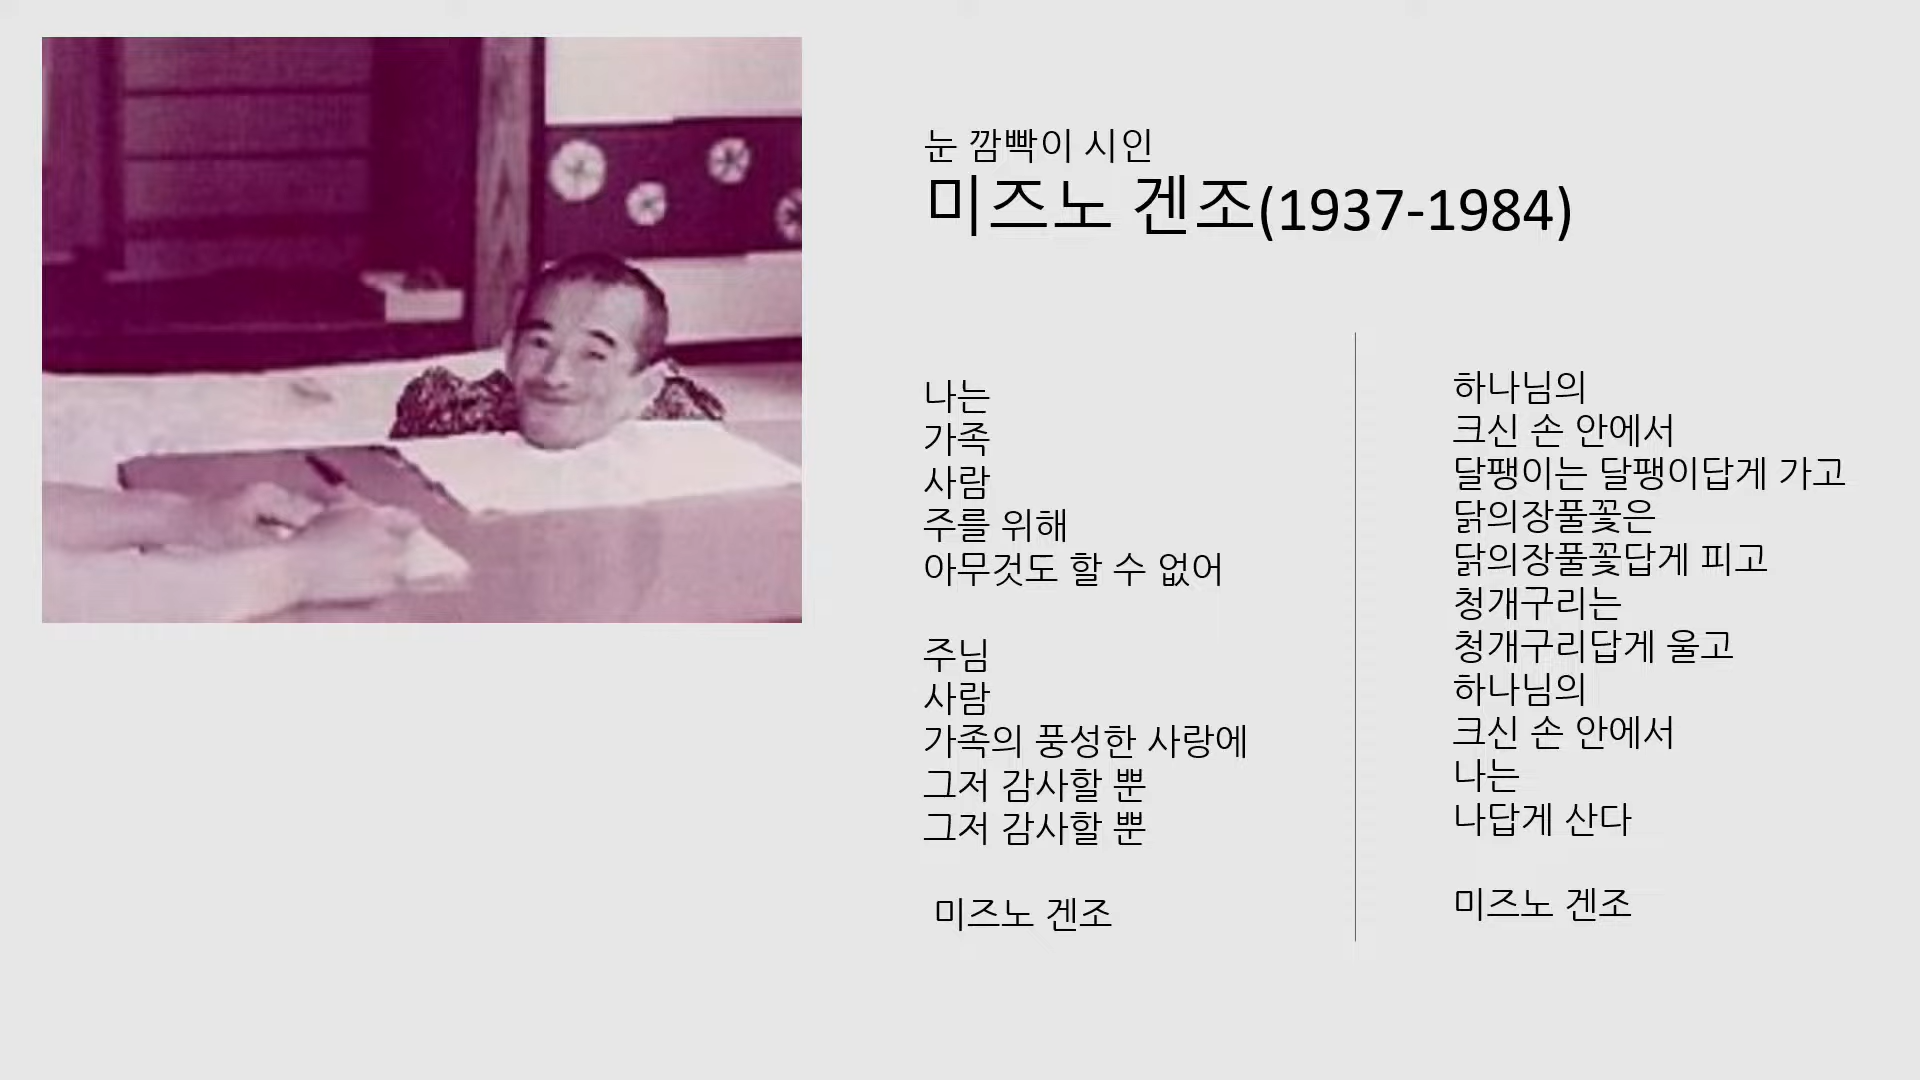 눈 깜빡이 시인
미즈노 겐조(1937-1984)
나는
가족
사람
주를 위해
아무것도 할 수 없어
주님
사람
가족의 풍성한 사랑에
그저 감사할 뿐
그저 감사할 뿐
미즈노 겐조
하나님의
크신 손 안에서
달팽이는 달팽이답게 가고
닭의장풀꽃은
닭의장풀꽃답게 피고
청개구리는
청개구리답게 울고
하나님의
크신 손 안에서
나는
나답게 산다
미즈노 겐조